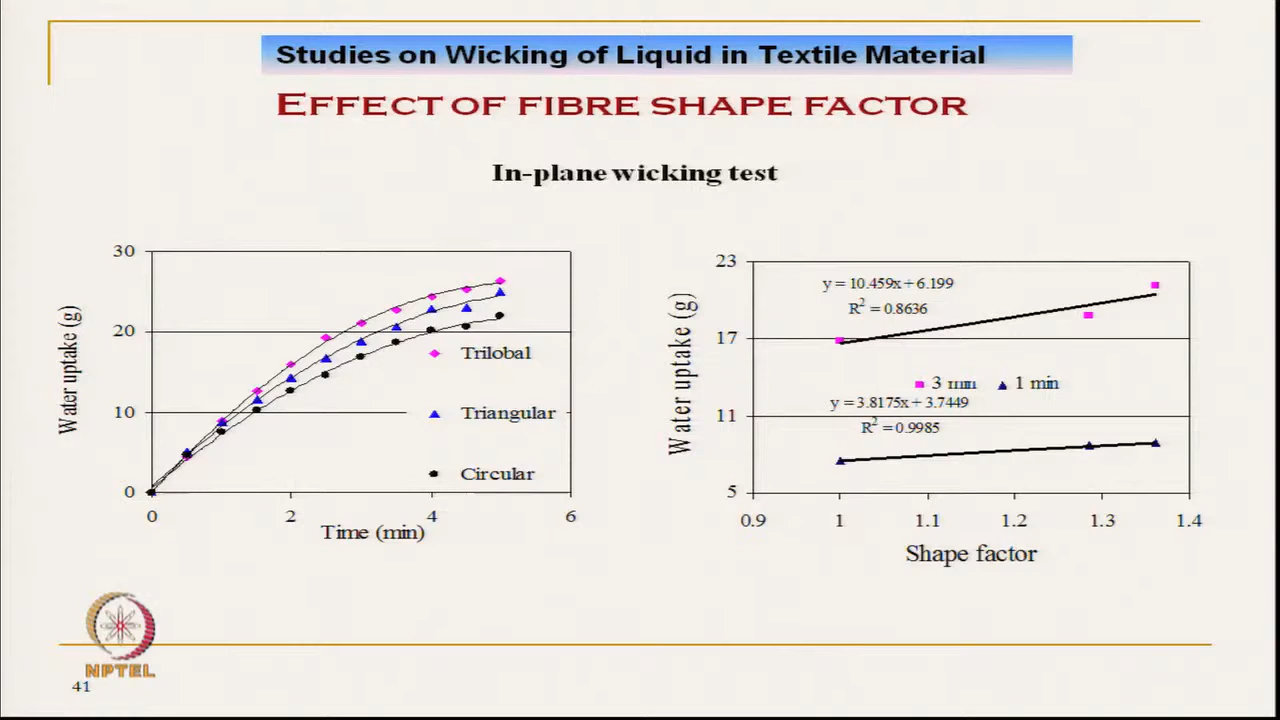 Studies on Wicking of Liquid in Textile Material
EFFECT OF FIBRE SHAPE FACTOR
In-plane wicking test
Water uptake (g)
30
20
10
0
0 2 4 6
Time (min)
Trilobal
Triangular
Circular
Water uptake (g)
23
17
11
5
0.9 1 1.1 1.2 1.3 1.4
Shape factor
y = 10.459x + 6.199
R² = 0.8636
3 min 1 min
y = 3.8175x + 3.7449
R² = 0.9985
NPTEL
41